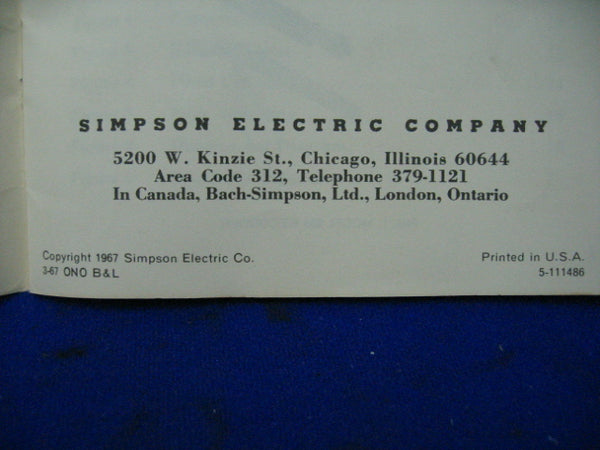 SIMPSON ELECTRIC COMPANY
5200 W. Kinzie St., Chicago, Illinois 60644
Area Code 312, Telephone 379-1121
In Canada, Bach-Simpson, Ltd., London, Ontario
Copyright 1967 Simpson Electric Co.
3-67 ONO B&L
Printed in U.S.A.
5-111486